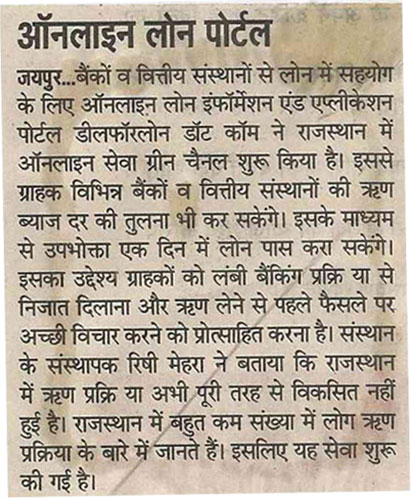 ऑनलाइन लोन पोर्टल
जयपुर...बैंकों व वित्तीय संस्थानों से लोन में सहयोग
के लिए ऑनलाइन लोन इंफॉर्मेशन एंड एप्लीकेशन
पोर्टल डीलफॉरलोन डॉट कॉम ने राजस्थान में
ऑनलाइन सेवा ग्रीन चैनल शुरू किया है। इससे
ग्राहक विभिन्न बैंकों व वित्तीय संस्थानों की ऋण
ब्याज दर की तुलना भी कर सकेंगे। इसके माध्यम
से उपभोक्ता एक दिन में लोन पास करा सकेंगे।
इसका उद्देश्य ग्राहकों को लंबी बैंकिंग प्रक्रि या से
निजात दिलाना और ऋण लेने से पहले फैसले पर
अच्छी विचार करने को प्रोत्साहित करना है। संस्थान
के संस्थापक रिषी मेहरा ने बताया कि राजस्थान
में ऋण प्रक्रि या अभी पूरी तरह से विकसित नहीं
हुई है। राजस्थान में बहुत कम संख्या में लोग ऋण
प्रक्रिया के बारे में जानते हैं। इसलिए यह सेवा शुरू
की गई है।